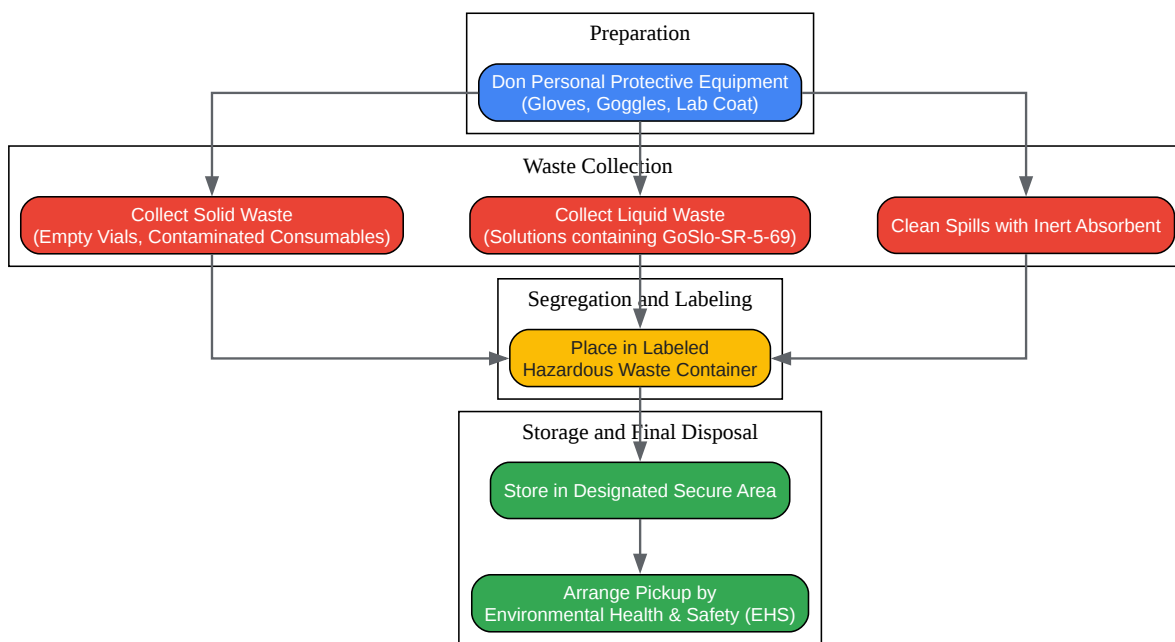 Preparation
Don Personal Protective Equipment
(Gloves, Goggles, Lab Coat)
Waste Collection
Collect Solid Waste
(Empty Vials, Contaminated Consumables)
Collect Liquid Waste
(Solutions containing GoSlo-SR-5-69)
Clean Spills with Inert Absorbent
Segregation and Labeling
Place in Labeled
Hazardous Waste Container
Storage and Final Disposal
Store in Designated Secure Area
Arrange Pickup by
Environmental Health & Safety (EHS)